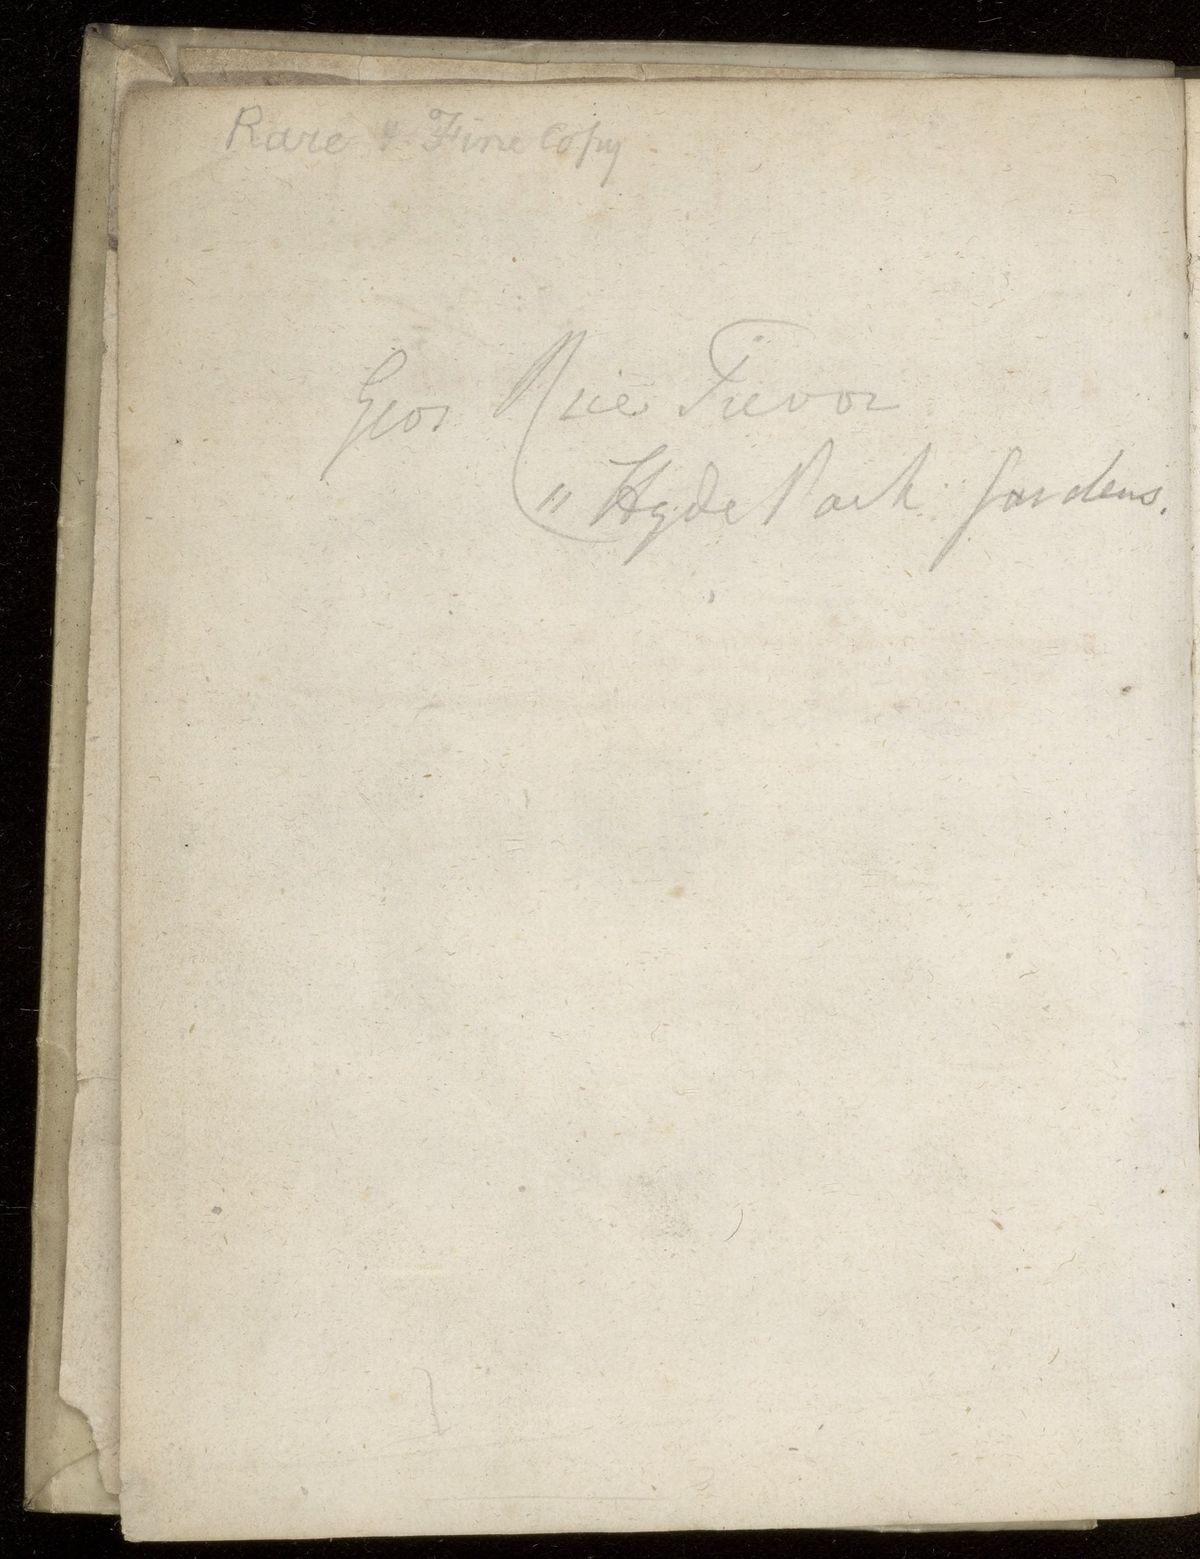 Rare & Fine Copy
Geo: Rice Trevor
11 Hyde Park Gardens.